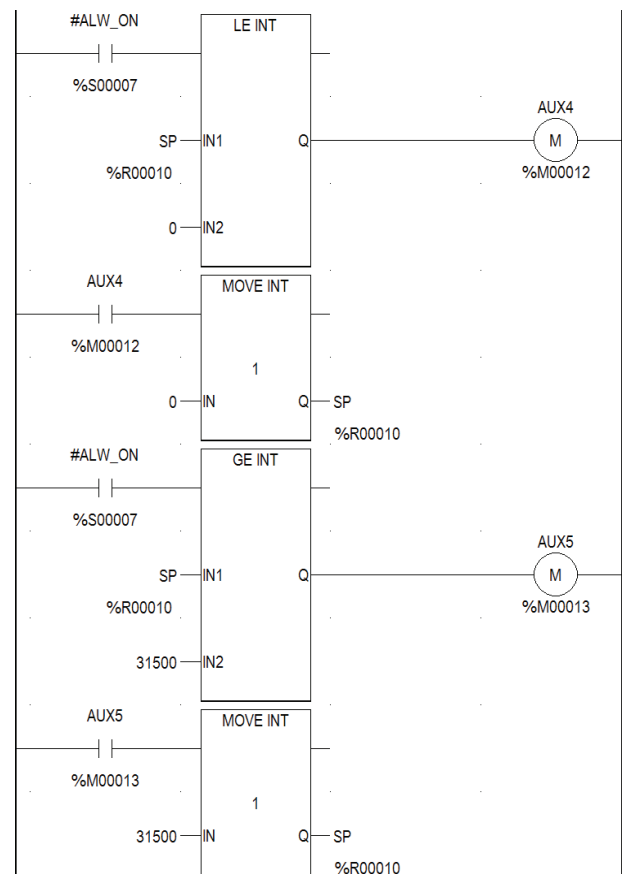 #ALW_ON
LE INT
%S00007
AUX4
SP IN1 Q M
%R00010 %M00012
0 IN2
AUX4 MOVE INT
%M00012
1
0 IN Q SP
%R00010
#ALW_ON GE INT
%S00007
AUX5
SP IN1 Q M
%R00010 %M00013
31500 IN2
AUX5 MOVE INT
%M00013
1
31500 IN Q SP
%R00010